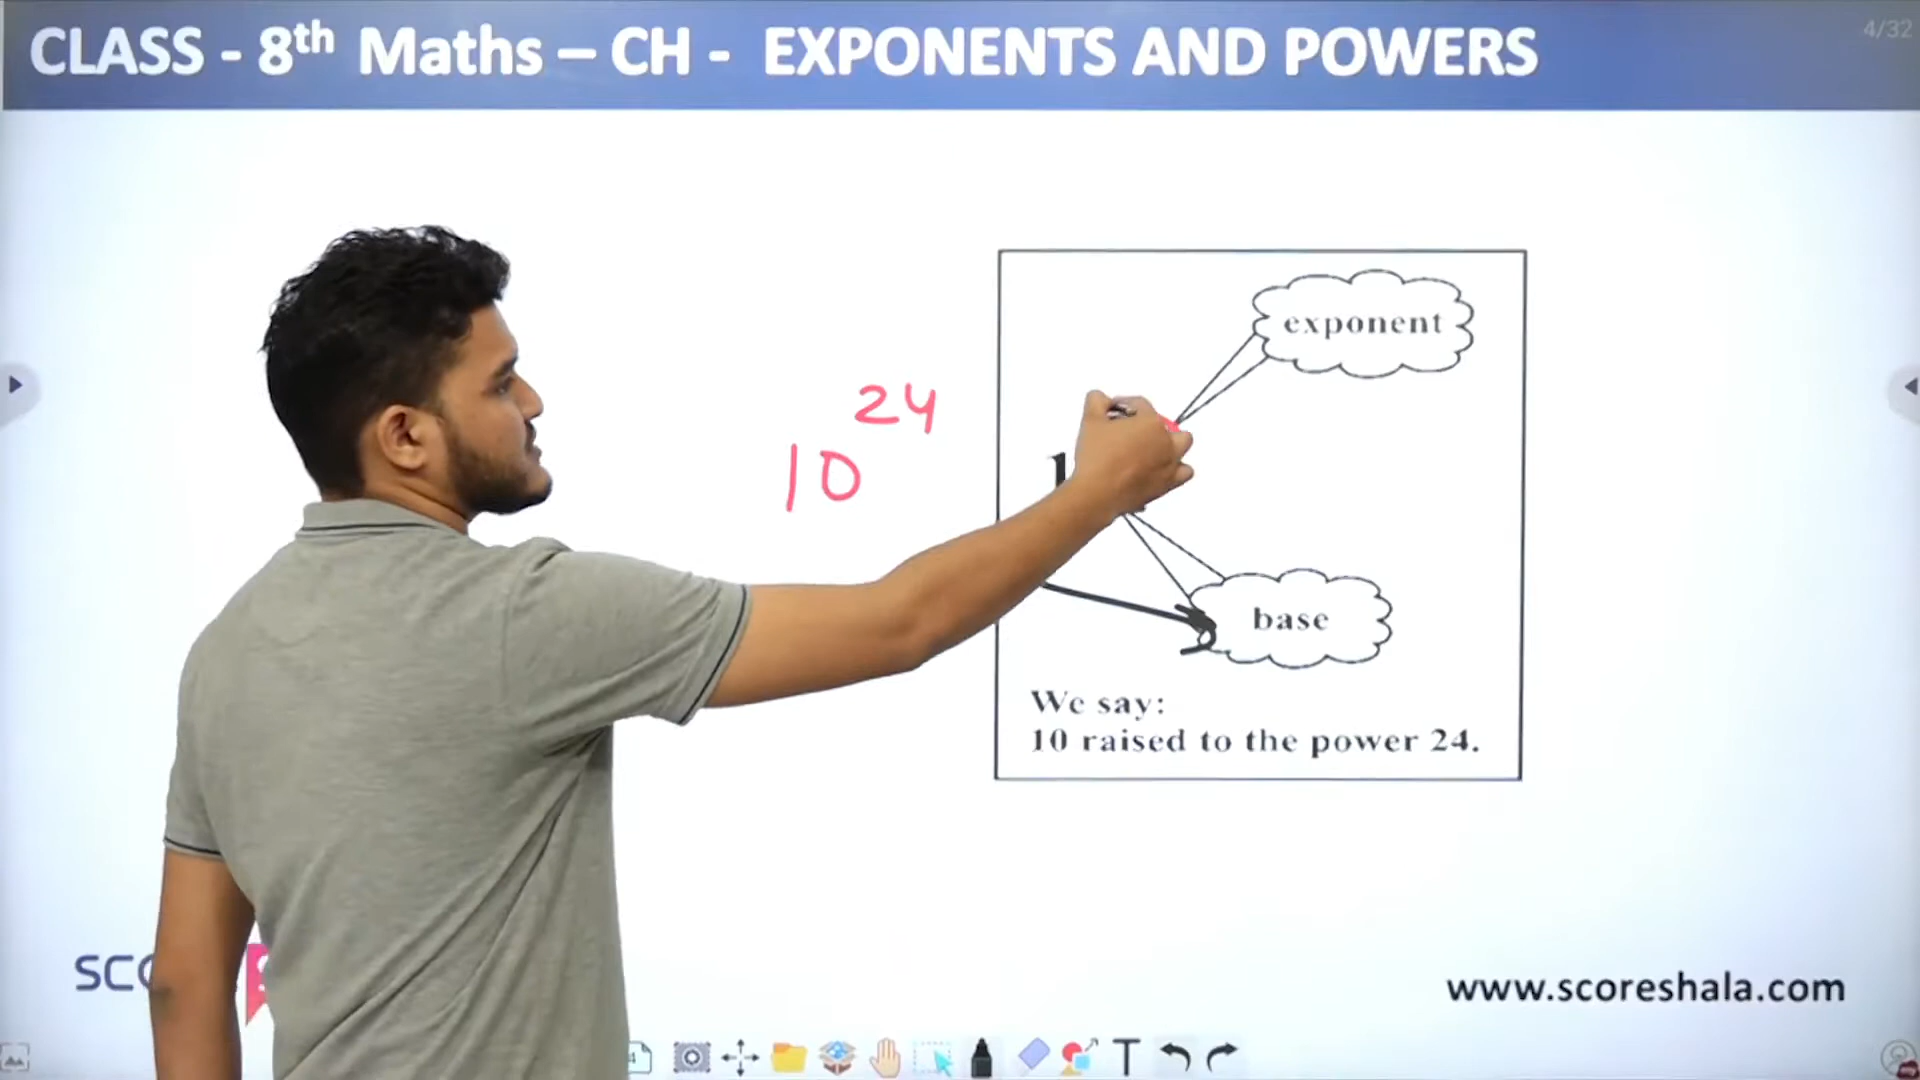 CLASS - 8th Maths – CH - EXPONENTS AND POWERS
4/32
exponent
10 24
base
We say:
10 raised to the power 24.
www.scoreshala.com